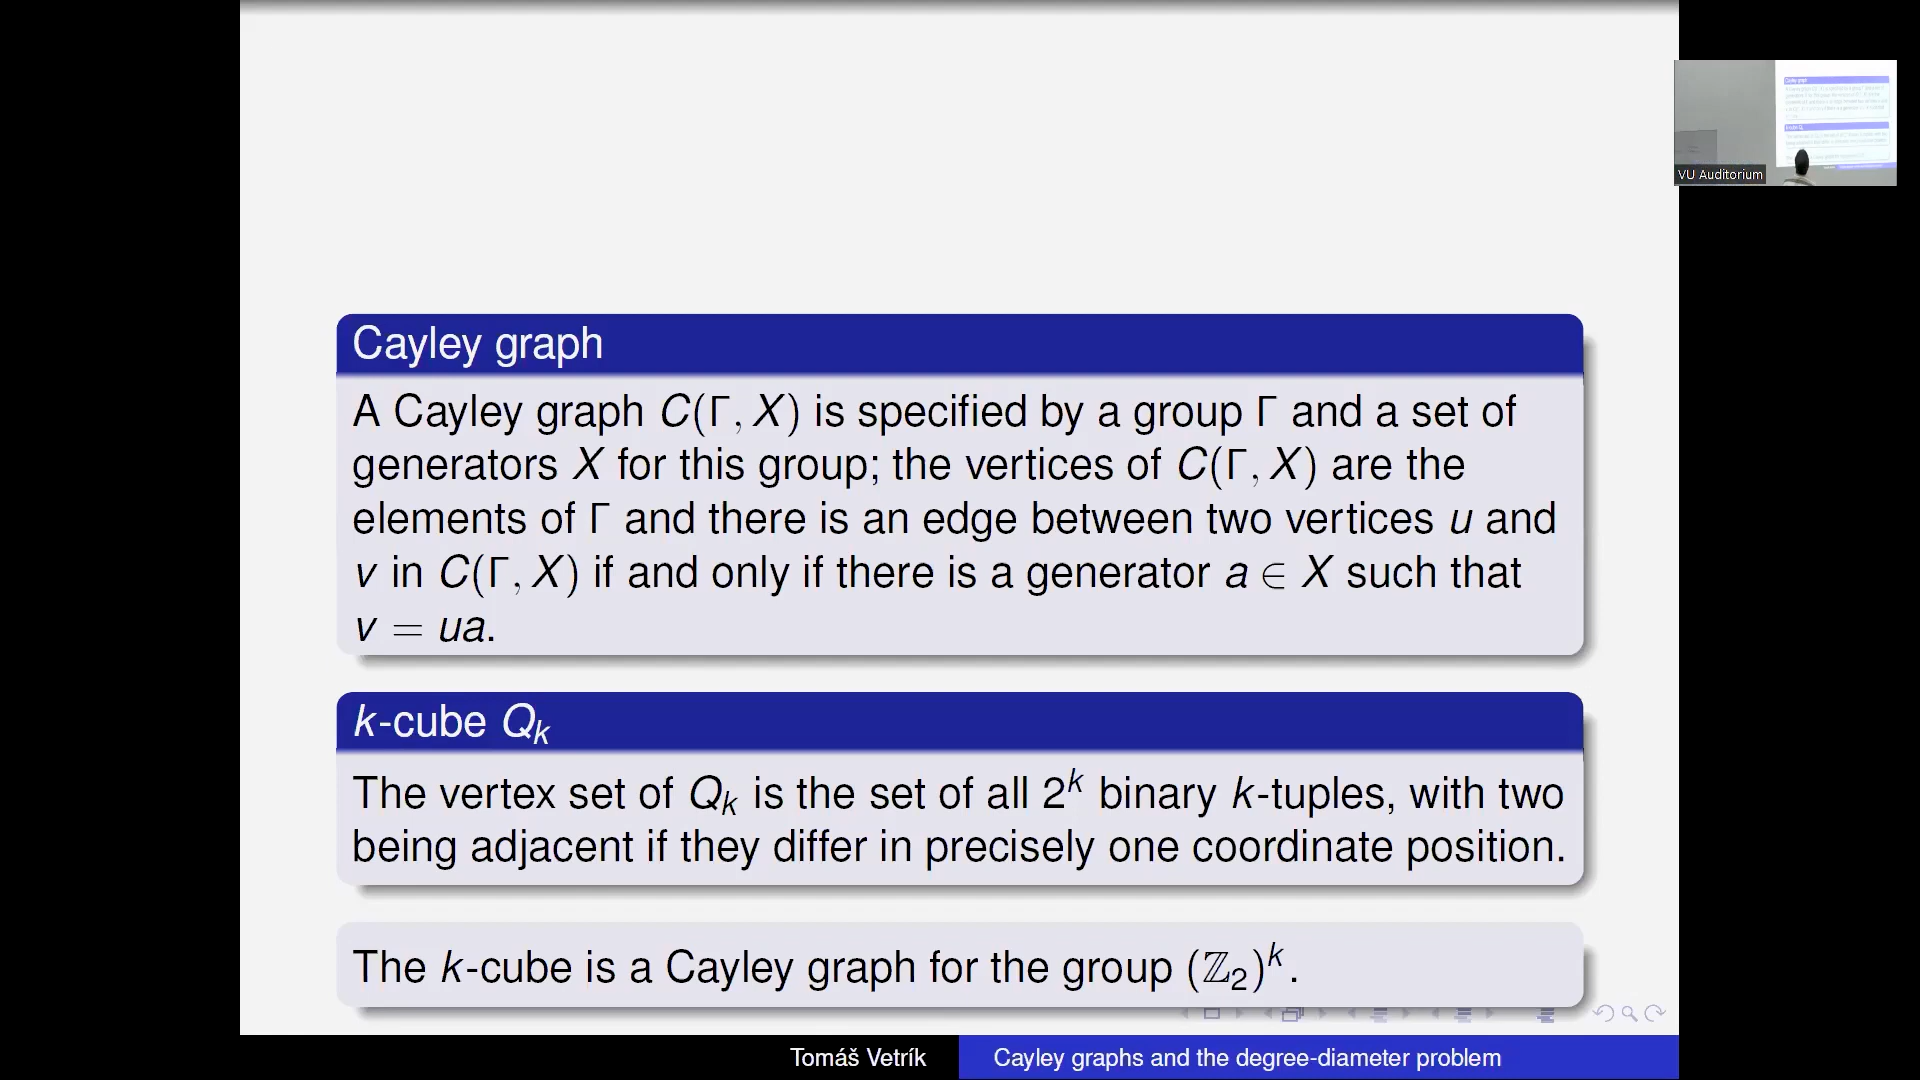 Cayley graph
A Cayley graph C(Γ, X) is specified by a group Γ and a set of
generators X for this group; the vertices of C(Γ, X) are the
elements of Γ and there is an edge between two vertices u and
v in C(Γ, X) if and only if there is a generator a ∈ X such that
v = ua.
k-cube Qₖ
The vertex set of Qₖ is the set of all 2ᵏ binary k-tuples, with two
being adjacent if they differ in precisely one coordinate position.
The k-cube is a Cayley graph for the group (ℤ₂)ᵏ.
Tomáš Vetrík Cayley graphs and the degree-diameter problem
VU Auditorium